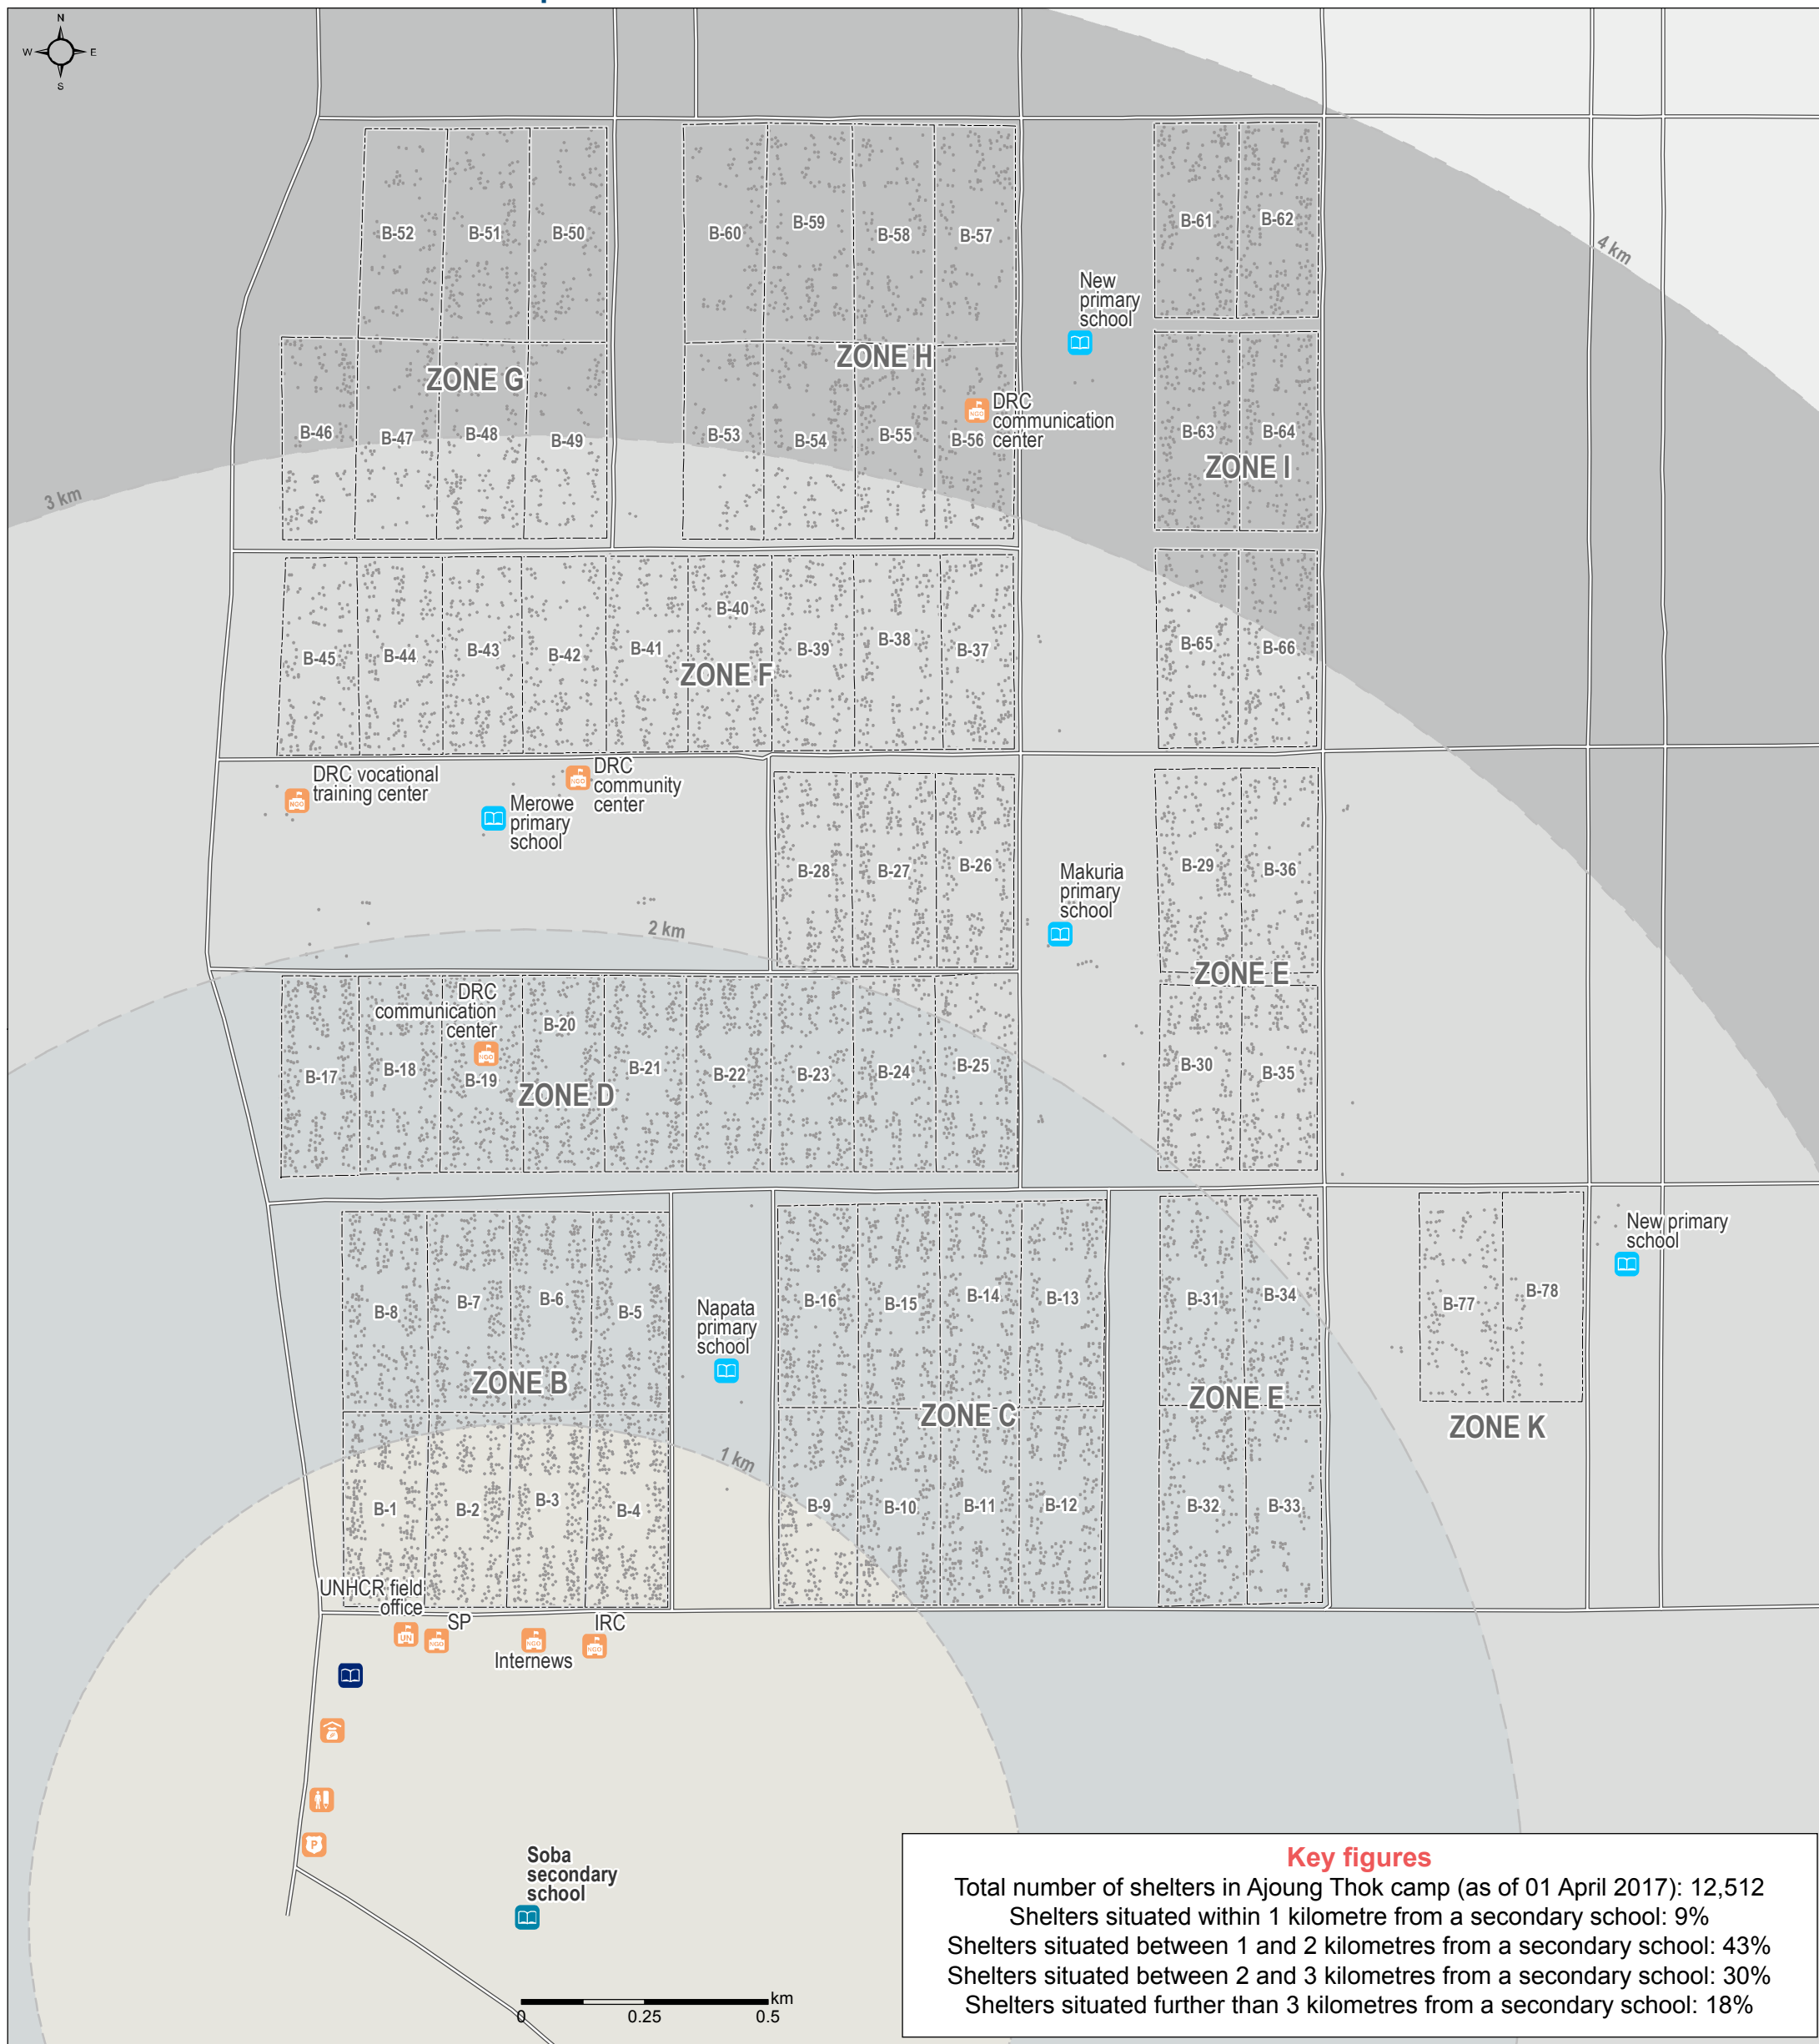 N
W
E
S
4 km
B-52
B-51
B-50
B-60
B-59
B-58
B-57
B-61
B-62
New
primary
school
ZONE G
ZONE H
DRC
communication
center
NGO
B-46
B-47
B-48
B-49
B-53
B-54
B-55
B-56
B-63
B-64
ZONE I
3 km
B-45
B-44
B-43
B-42
B-41
B-40
B-39
B-38
B-37
B-65
B-66
ZONE F
DRC vocational
training center
NGO
DRC
community
center
NGO
Merowe
primary
school
B-28
B-27
B-26
Makuria
primary
school
B-29
B-36
2 km
ZONE E
DRC
communication
center
NGO
B-17
B-18
B-19
B-20
B-21
B-22
B-23
B-24
B-25
B-30
B-35
ZONE D
New primary
school
B-8
B-7
B-6
B-5
Napata
primary
school
B-16
B-15
B-14
B-13
B-31
B-34
B-77
B-78
ZONE B
ZONE C
ZONE E
ZONE K
1 km
B-1
B-2
B-3
B-4
B-9
B-10
B-11
B-12
B-32
B-33
UNHCR field
office
UN
SP
NGO
Internews
NGO
IRC
NGO
P
Soba
secondary
school
km
0
0.25
0.5
Key figures
Total number of shelters in Ajoung Thok camp (as of 01 April 2017): 12,512
Shelters situated within 1 kilometre from a secondary school: 9%
Shelters situated between 1 and 2 kilometres from a secondary school: 43%
Shelters situated between 2 and 3 kilometres from a secondary school: 30%
Shelters situated further than 3 kilometres from a secondary school: 18%